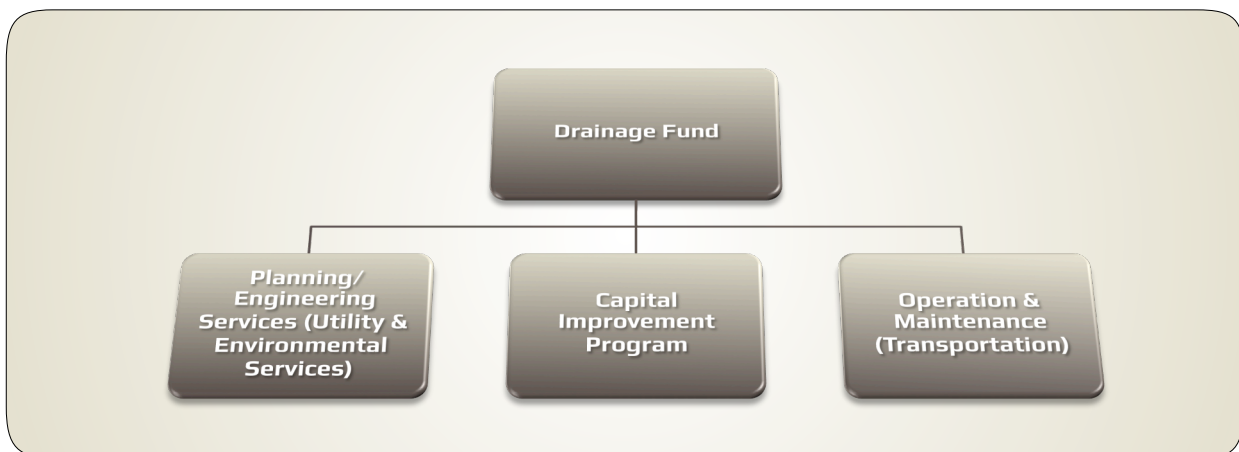 Drainage Fund
Planning/
Engineering
Services (Utility &
Environmental
Services)
Capital
Improvement
Program
Operation &
Maintenance
(Transportation)